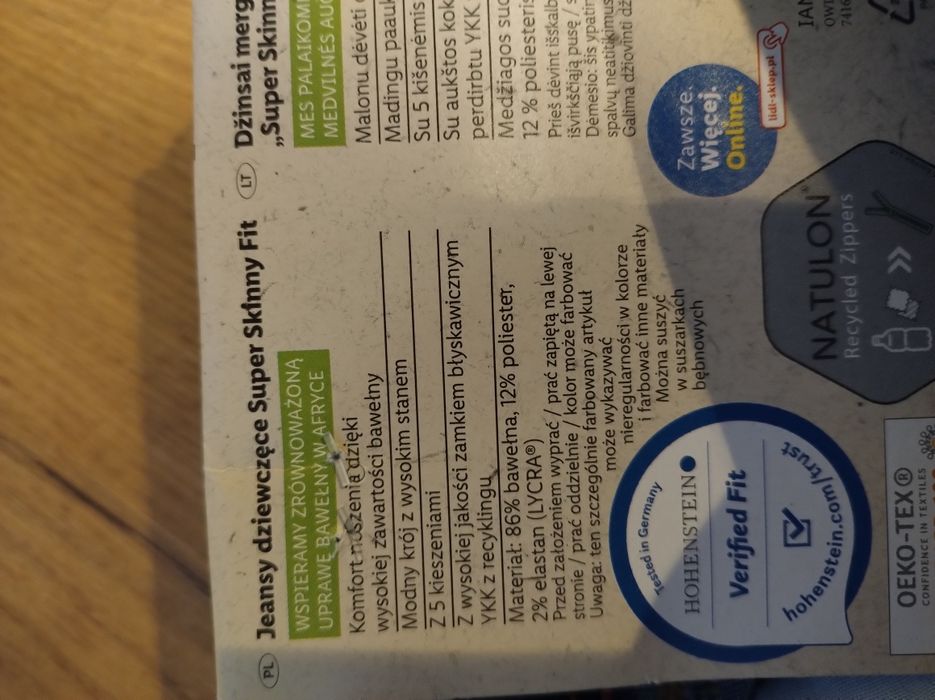 PL
Jeansy dziewczęce Super Skinny Fit
WSPIERAMY ZRÓWNOWAŻONĄ
UPRAWĘ BAWEŁNY W AFRYCE
Komfort noszenia dzięki
wysokiej zawartości bawełny
Modny krój z wysokim stanem
Z 5 kieszeniami
Z wysokiej jakości zamkiem błyskawicznym
YKK z recyklingu
Materiał: 86% bawełna, 12% poliester,
2% elastan (LYCRA®)
Przed założeniem wyprać / prać zapiętą na lewej
stronie / prać oddzielnie / kolor może farbować
Uwaga: ten szczególnie farbowany artykuł
może wykazywać
nieregularności w kolorze
i farbować inne materiały
Można suszyć
w suszarkach
bębnowych
Tested in Germany
HOHENSTEIN
Verified Fit
hohenstein.com/trust
OEKO-TEX®
CONFIDENCE IN TEXTILES
NATULON®
Recycled Zippers
LT
Džinsai merg
„Super Skinn
MES PALAIKOM
MEDVILNĖS AU
Malonu dėvėti
Madingu paauk
Su 5 kišenėmis
Su aukštos kok
perdirbtu YKK
Medžiagos sud
12 % poliesteris
Prieš dėvint išskalb
išvirkščiąją pusę / s
Dėmesio: šis ypatin
spalvų neatitikimus
Galima džiovinti dž
Zawsze.
Więcej.
Online.
lidl-sklep.pl